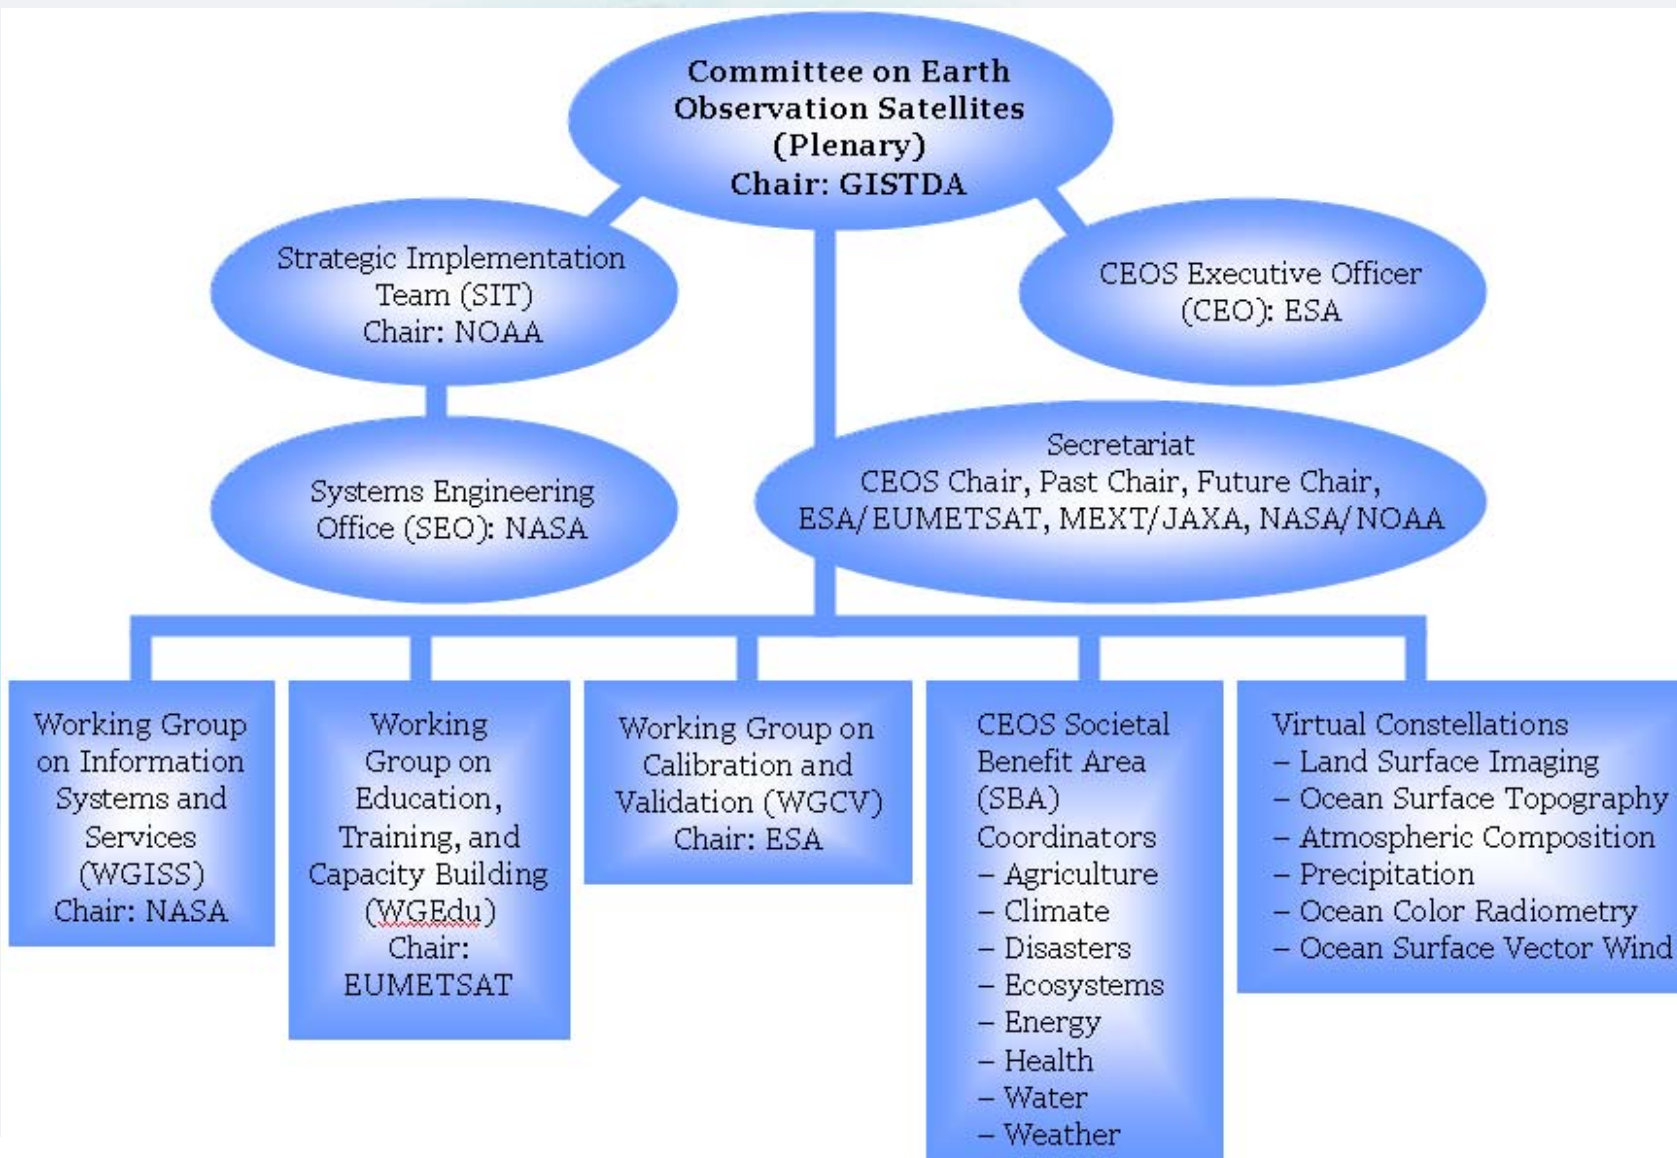 Committee on Earth
Observation Satellites
(Plenary)
Chair: GISTDA
Strategic Implementation
Team (SIT)
Chair: NOAA
CEOS Executive Officer
(CEO): ESA
Systems Engineering
Office (SEO): NASA
Secretariat
CEOS Chair, Past Chair, Future Chair,
ESA/EUMETSAT, MEXT/JAXA, NASA/NOAA
Working Group
on Information
Systems and
Services
(WGISS)
Chair: NASA
Working
Group on
Education,
Training, and
Capacity Building
(WGEdu)
Chair:
EUMETSAT
Working Group on
Calibration and
Validation (WGCV)
Chair: ESA
CEOS Societal
Benefit Area
(SBA)
Coordinators
– Agriculture
– Climate
– Disasters
– Ecosystems
– Energy
– Health
– Water
– Weather
Virtual Constellations
– Land Surface Imaging
– Ocean Surface Topography
– Atmospheric Composition
– Precipitation
– Ocean Color Radiometry
– Ocean Surface Vector Wind